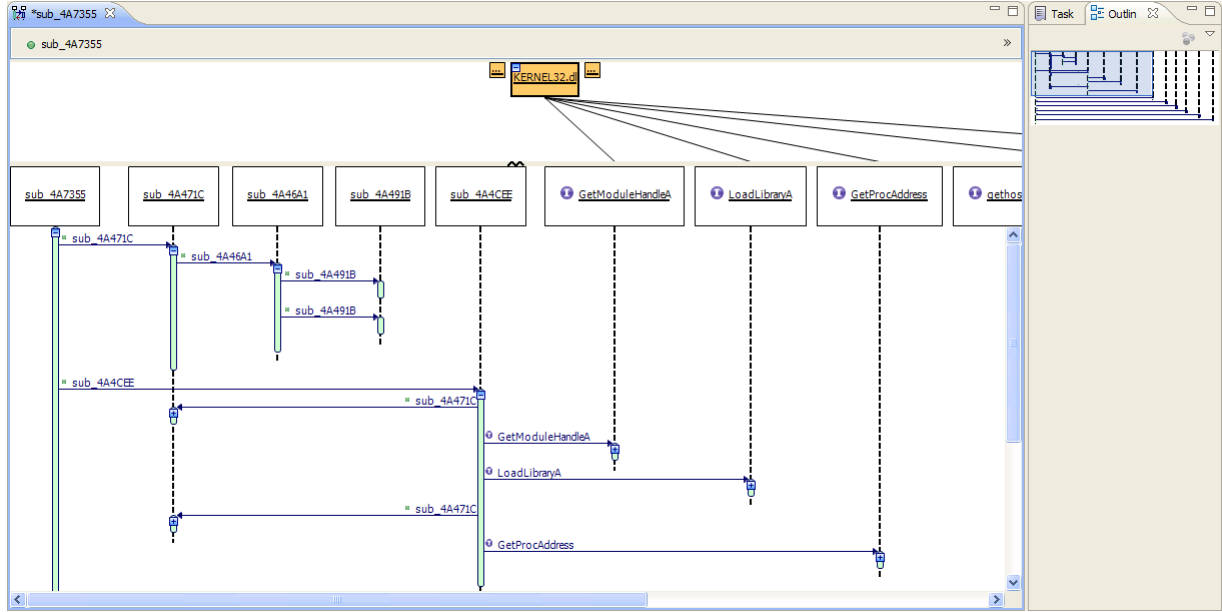 *sub_4A7355
Task
Outlin
sub_4A7355
»
...
KERNEL32.dl
...
sub_4A7355
sub_4A471C
sub_4A46A1
sub_4A491B
sub_4A4CEE
GetModuleHandleA
LoadLibraryA
GetProcAddress
gethos
sub_4A471C
sub_4A46A1
sub_4A491B
sub_4A491B
sub_4A4CEE
sub_4A471C
GetModuleHandleA
LoadLibraryA
sub_4A471C
GetProcAddress